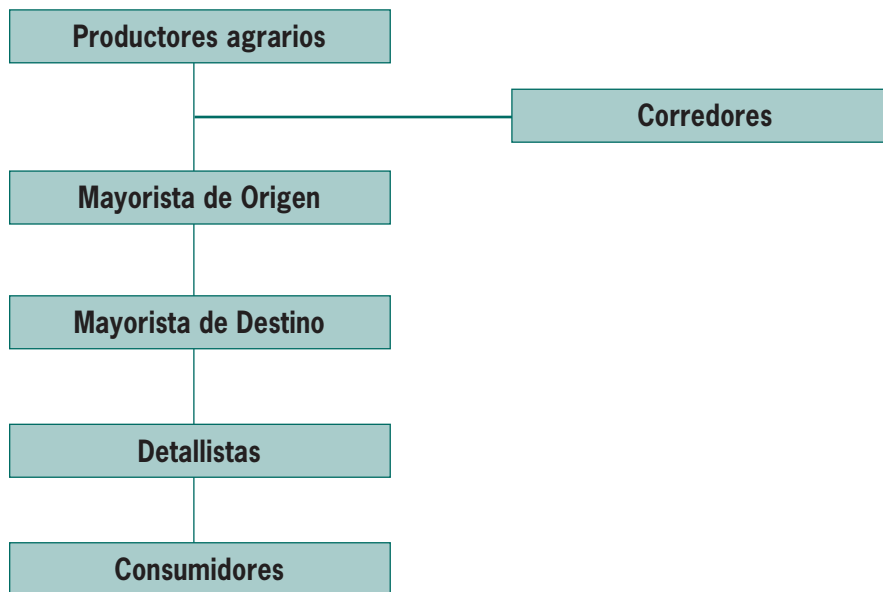 Productores agrarios
Corredores
Mayorista de Origen
Mayorista de Destino
Detallistas
Consumidores